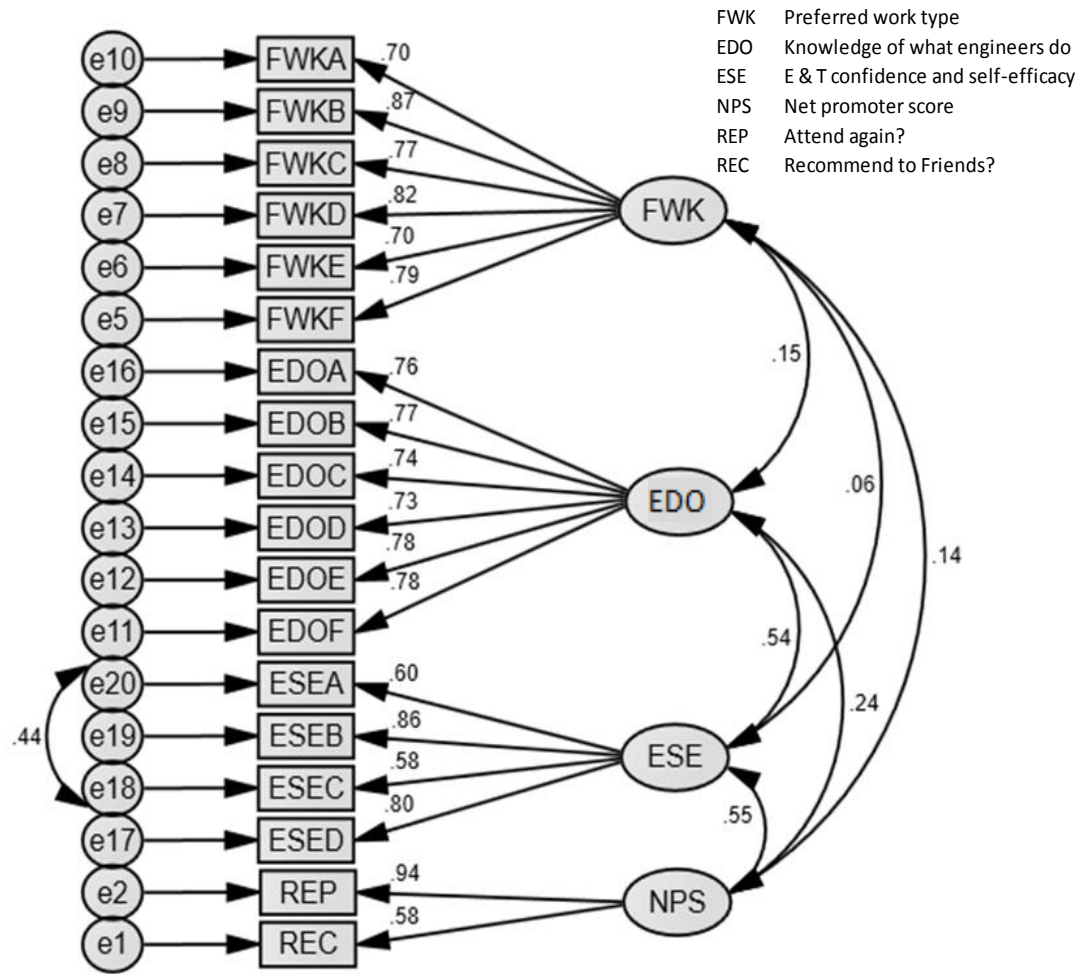 FWK Preferred work type
EDO Knowledge of what engineers do
ESE E & T confidence and self-efficacy
NPS Net promoter score
REP Attend again?
REC Recommend to Friends?
e10 FWKA .70
e9 FWKB .87
e8 FWKC .77
e7 FWKD .82
e6 FWKE .70
e5 FWKF .79
FWK
e16 EDOA .76
e15 EDOB .77
e14 EDOC .74
e13 EDOD .73
e12 EDOE .78
e11 EDOF .78
EDO
e20 ESEA .60
e19 ESEB .86
e18 ESEC .58
e17 ESED .80
ESE
e2 REP .94
e1 REC .58
NPS
.15
.06
.14
.54
.24
.55
.44